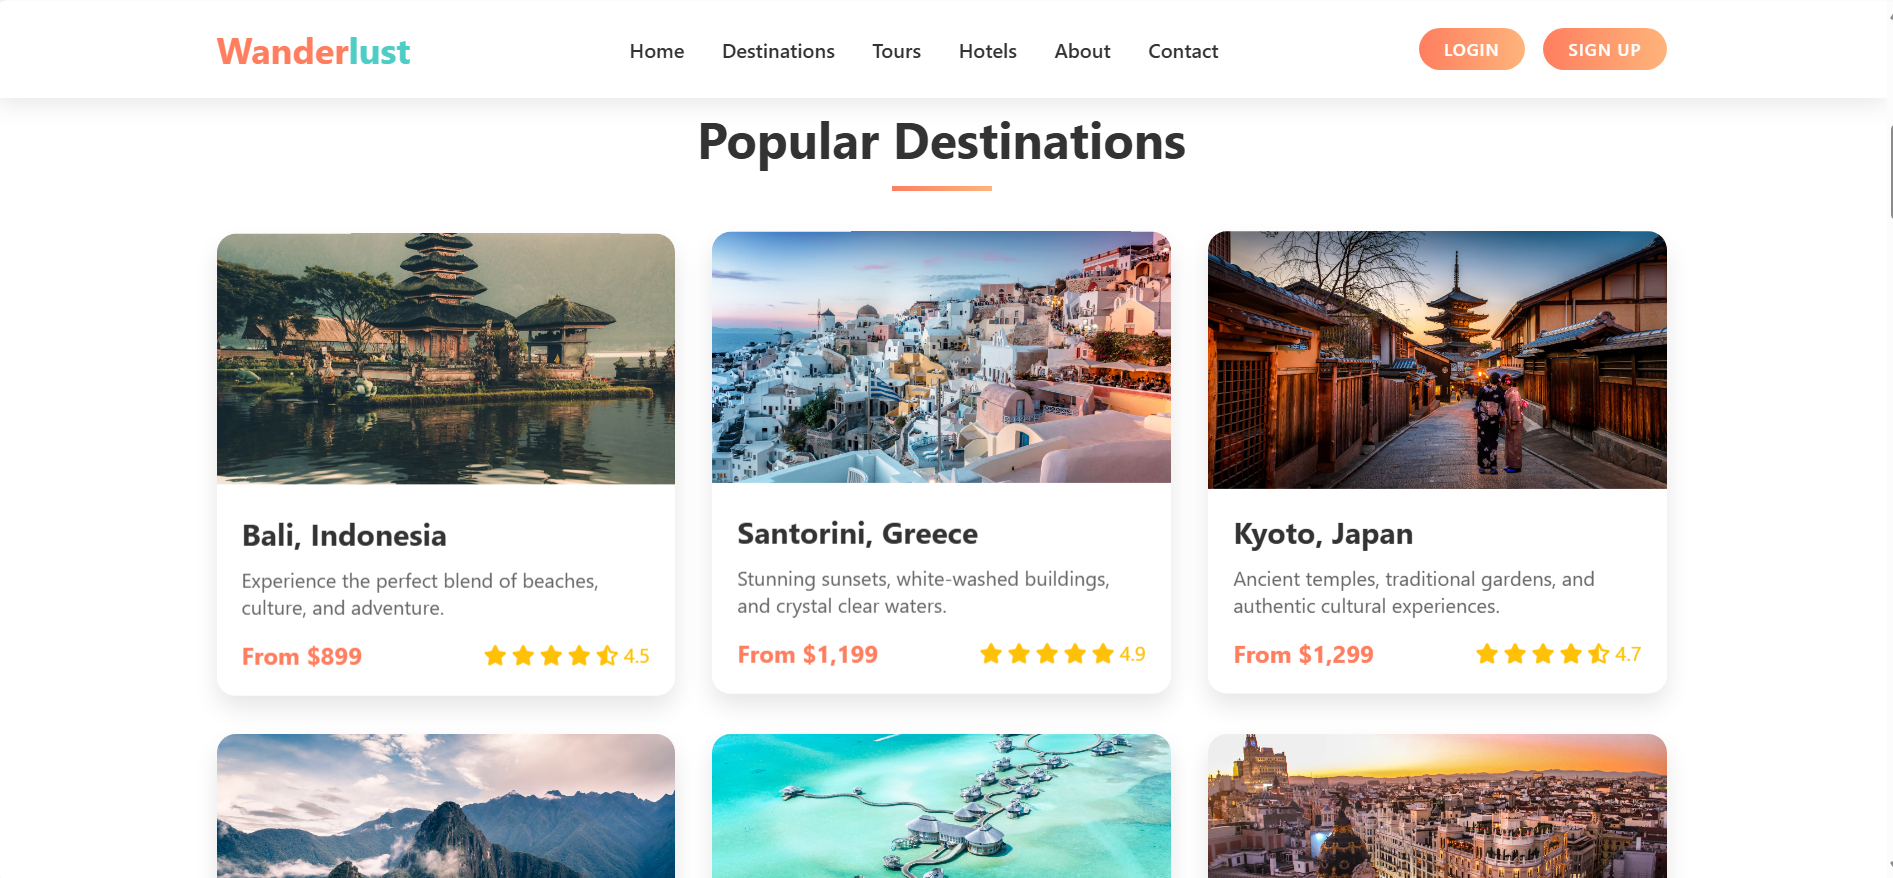 Wanderlust
Home Destinations Tours Hotels About Contact
LOGIN SIGN UP
Popular Destinations
Bali, Indonesia
Experience the perfect blend of beaches,
culture, and adventure.
From $899 4.5
Santorini, Greece
Stunning sunsets, white-washed buildings,
and crystal clear waters.
From $1,199 4.9
Kyoto, Japan
Ancient temples, traditional gardens, and
authentic cultural experiences.
From $1,299 4.7